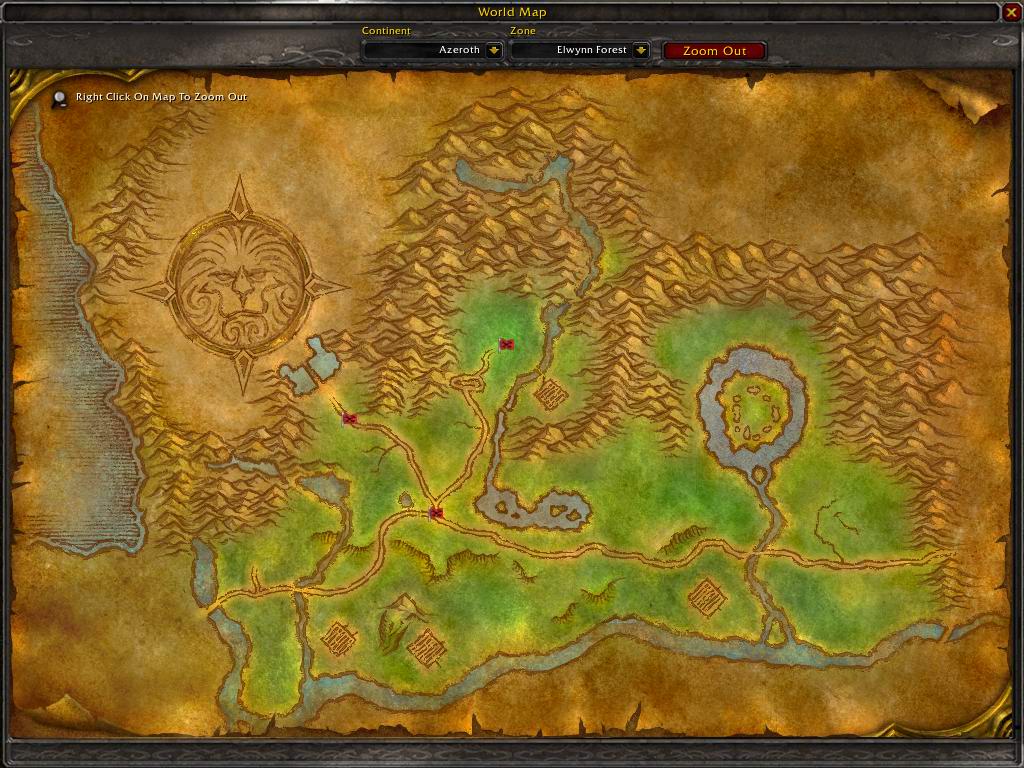 World Map
Continent
Zone
Azeroth
Elwynn Forest
Zoom Out
Right Click On Map To Zoom Out